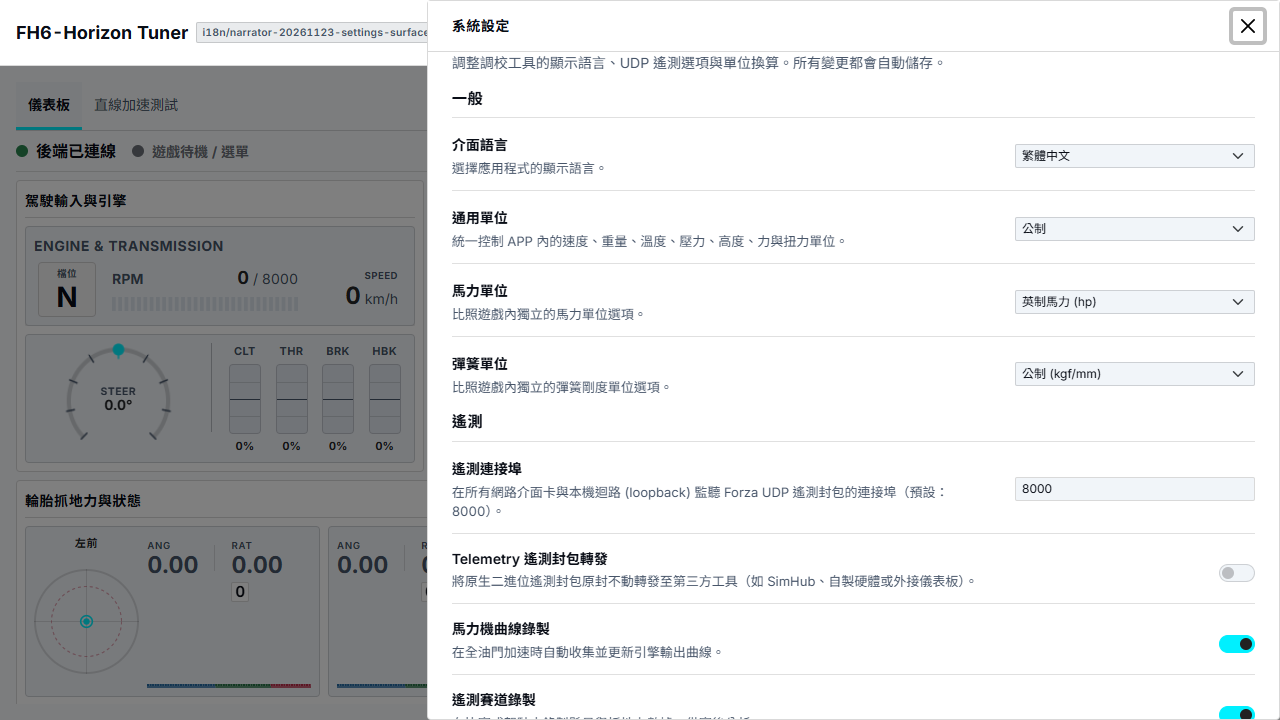 FH6-Horizon Tuner
i18n/narrator-20261123-settings-surface
儀表板
直線加速測試
後端已連線
遊戲待機 / 選單
駕駛輸入與引擎
ENGINE & TRANSMISSION
檔位
N
RPM
0 / 8000
SPEED
0 km/h
STEER
0.0°
CLT
THR
BRK
HBK
0%
0%
0%
0%
輪胎抓地力與狀態
左前
ANG
0.00
RAT
0.00
0
ANG
0.00
系統設定
調整調校工具的顯示語言、UDP 遙測選項與單位換算。所有變更都會自動儲存。
一般
介面語言
選擇應用程式的顯示語言。
繁體中文
通用單位
統一控制 APP 內的速度、重量、溫度、壓力、高度、力與扭力單位。
公制
馬力單位
比照遊戲內獨立的馬力單位選項。
英制馬力 (hp)
彈簧單位
比照遊戲內獨立的彈簧剛度單位選項。
公制 (kgf/mm)
遙測
遙測連接埠
在所有網路介面卡與本機迴路 (loopback) 監聽 Forza UDP 遙測封包的連接埠（預設：
8000）。
8000
Telemetry 遙測封包轉發
將原生二進位遙測封包原封不動轉發至第三方工具（如 SimHub、自製硬體或外接儀表板）。
馬力機曲線錄製
在全油門加速時自動收集並更新引擎輸出曲線。
遙測賽道錄製